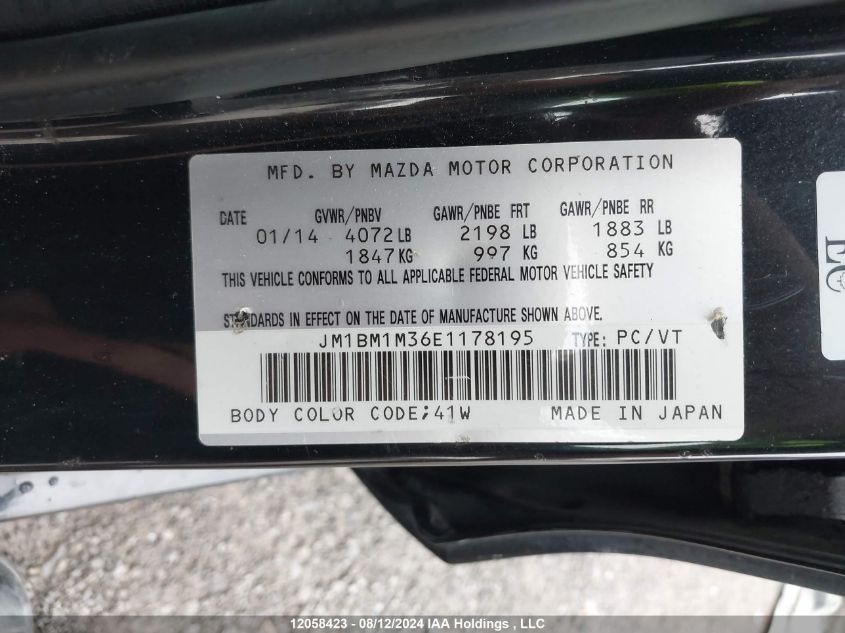 MFD. BY MAZDA MOTOR CORPORATION
DATE GVWR/PNBV GAWR/PNBE FRT GAWR/PNBE RR
01/14 4072 LB 2198 LB 1883 LB
1847 KG 997 KG 854 KG
THIS VEHICLE CONFORMS TO ALL APPLICABLE FEDERAL MOTOR VEHICLE SAFETY
STANDARDS IN EFFECT ON THE DATE OF MANUFACTURE SHOWN ABOVE.
JM1BM1M36E1178195 TYPE: PC/VT
BODY COLOR CODE;41W MADE IN JAPAN
12058423 - 08/12/2024 IAA Holdings , LLC